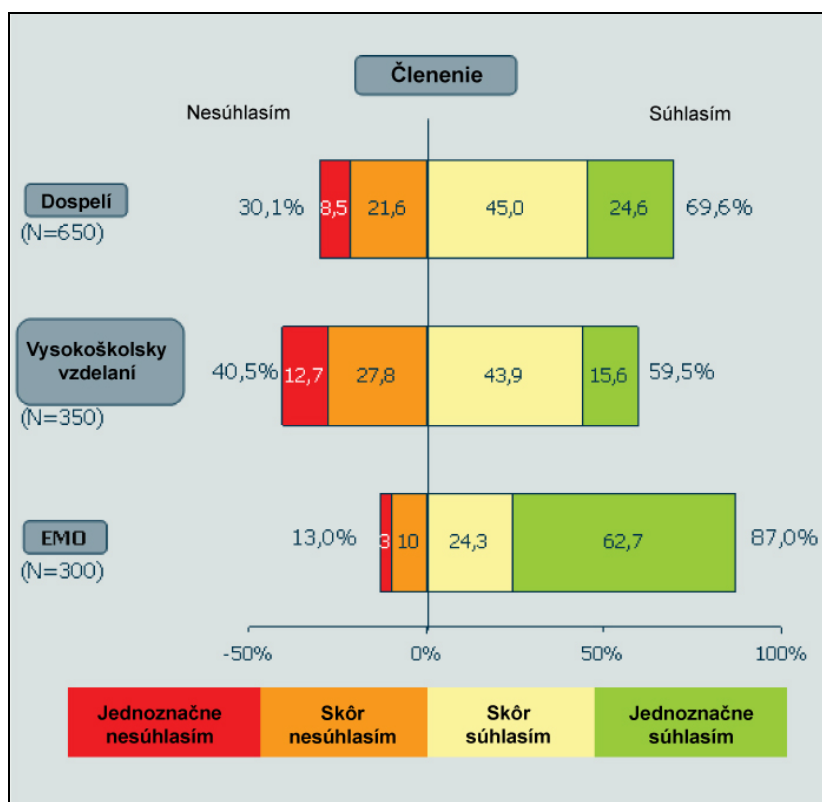 Členenie
Nesúhlasím Súhlasím
Dospelí
(N=650)
30,1% 8,5 21,6 45,0 24,6 69,6%
Vysokoškolsky
vzdelaní
(N=350)
40,5% 12,7 27,8 43,9 15,6 59,5%
EMO
(N=300)
13,0% 3 10 24,3 62,7 87,0%
-50% 0% 50% 100%
Jednoznačne
nesúhlasím
Skôr
nesúhlasím
Skôr
súhlasím
Jednoznačne
súhlasím